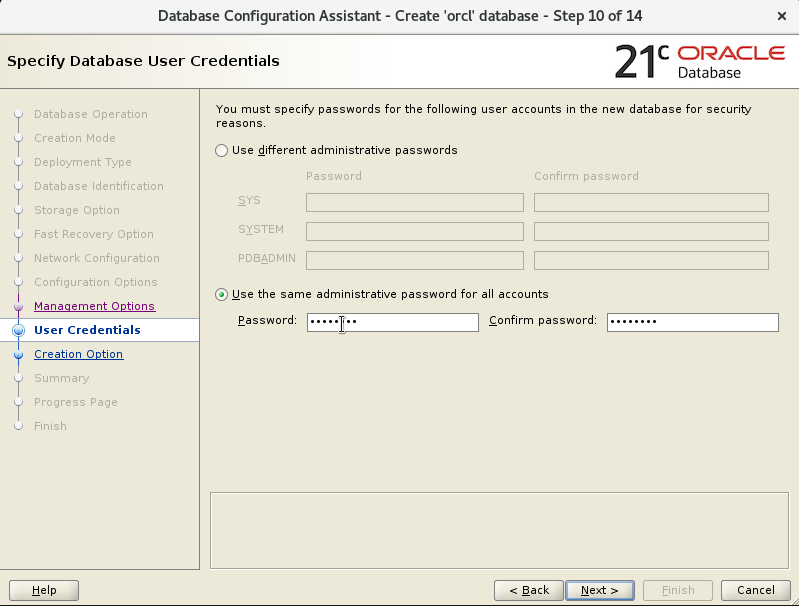 Database Configuration Assistant - Create 'orcl' database - Step 10 of 14
Specify Database User Credentials
21c ORACLE
Database
Database Operation
Creation Mode
Deployment Type
Database Identification
Storage Option
Fast Recovery Option
Network Configuration
Configuration Options
Management Options
User Credentials
Creation Option
Summary
Progress Page
Finish
You must specify passwords for the following user accounts in the new database for security
reasons.
Use different administrative passwords
Password Confirm password
SYS
SYSTEM
PDBADMIN
Use the same administrative password for all accounts
Password: •••••••• Confirm password: ••••••••
Help < Back Next > Finish Cancel